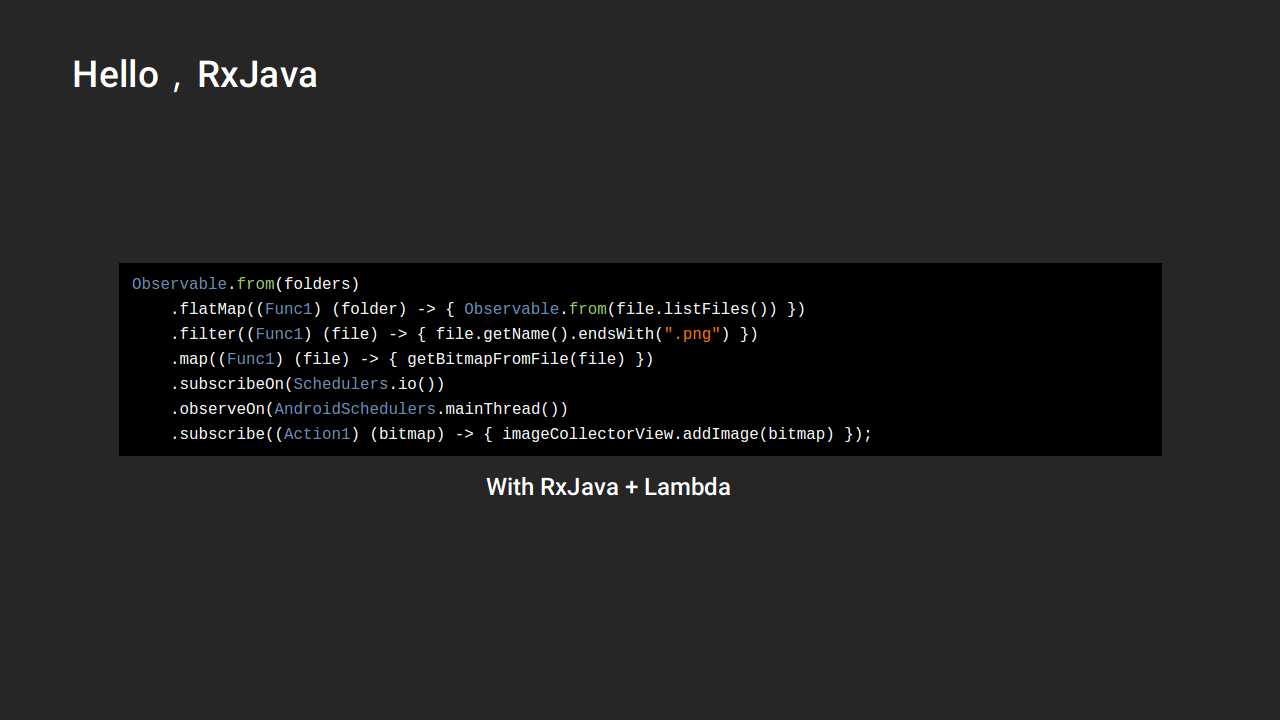 Hello，RxJava
Observable.from(folders)
    .flatMap((Func1) (folder) -> { Observable.from(file.listFiles()) })
    .filter((Func1) (file) -> { file.getName().endsWith(".png") })
    .map((Func1) (file) -> { getBitmapFromFile(file) })
    .subscribeOn(Schedulers.io())
    .observeOn(AndroidSchedulers.mainThread())
    .subscribe((Action1) (bitmap) -> { imageCollectorView.addImage(bitmap) });
With RxJava + Lambda